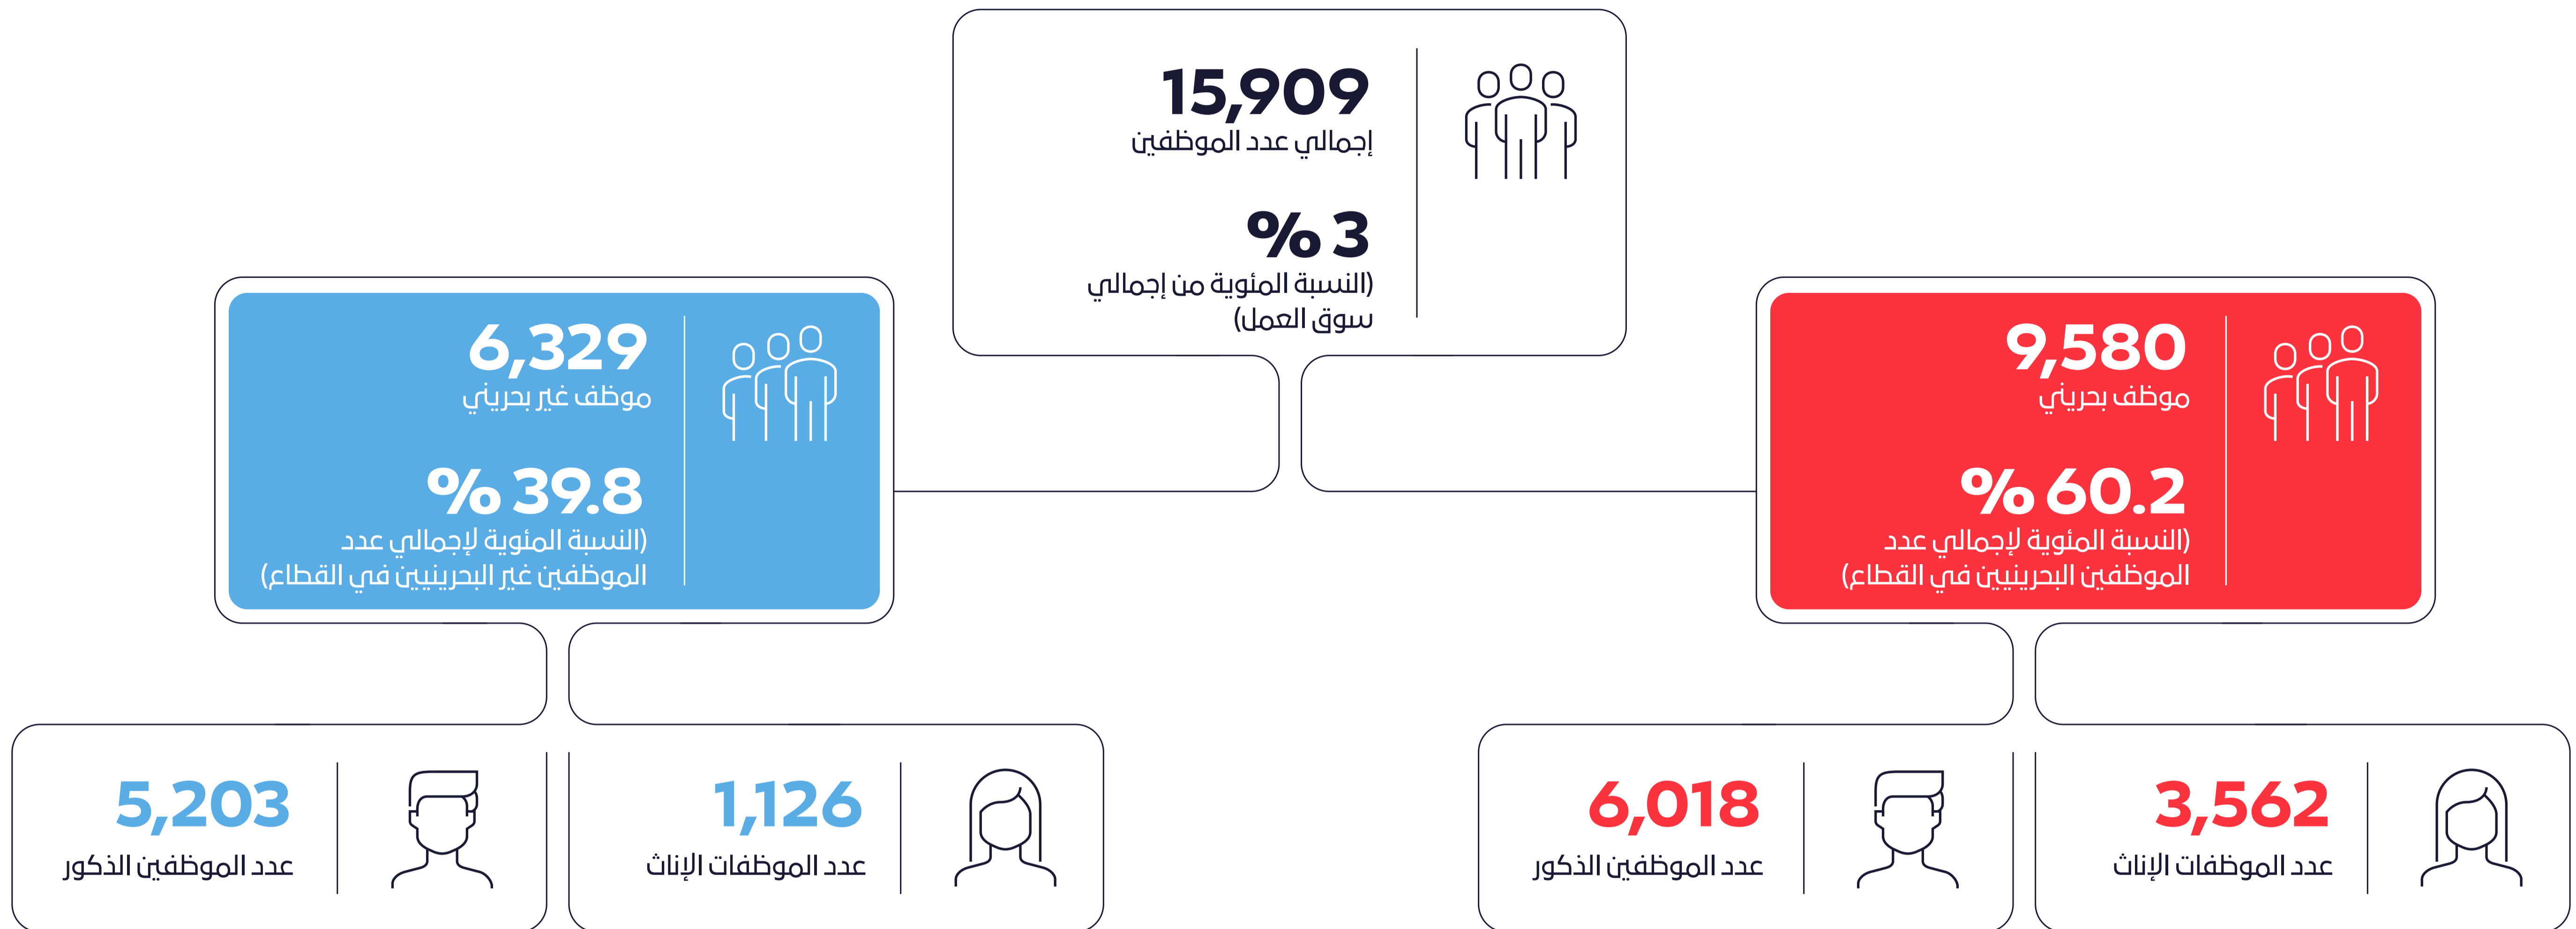 15,909
إجمالي عدد الموظفين
% 3
(النسبة المئوية من إجمالي
سوق العمل)
9,580
موظف بحريني
% 60.2
(النسبة المئوية لإجمالي عدد
الموظفين البحرينيين في القطاع)
6,329
موظف غير بحريني
% 39.8
(النسبة المئوية لإجمالي عدد
الموظفين غير البحرينيين في القطاع)
3,562
عدد الموظفات الإناث
6,018
عدد الموظفين الذكور
1,126
عدد الموظفات الإناث
5,203
عدد الموظفين الذكور